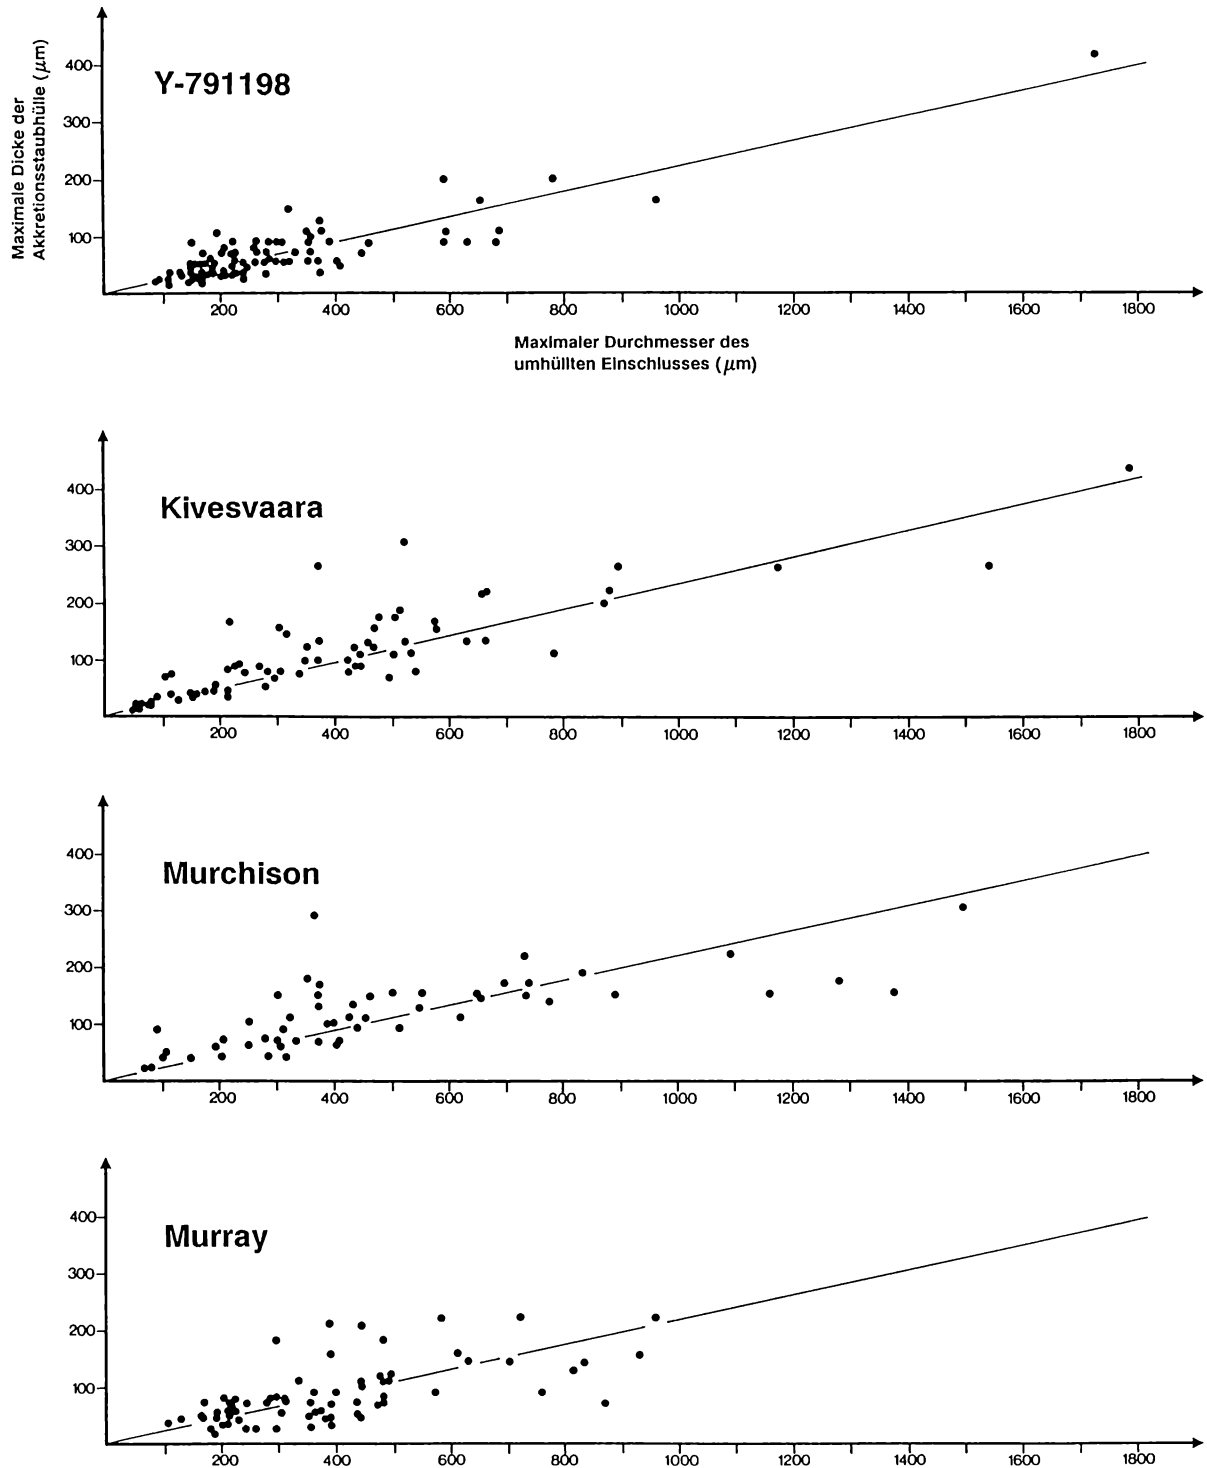 Maximale Dicke der
Akkretionsstaubhülle (μm)
Y-791198
400
300
200
100
200 400 600 800 1000 1200 1400 1600 1800
Maximaler Durchmesser des
umhüllten Einschlusses (μm)
Kivesvaara
400
300
200
100
200 400 600 800 1000 1200 1400 1600 1800
Murchison
400
300
200
100
200 400 600 800 1000 1200 1400 1600 1800
Murray
400
300
200
100
200 400 600 800 1000 1200 1400 1600 1800